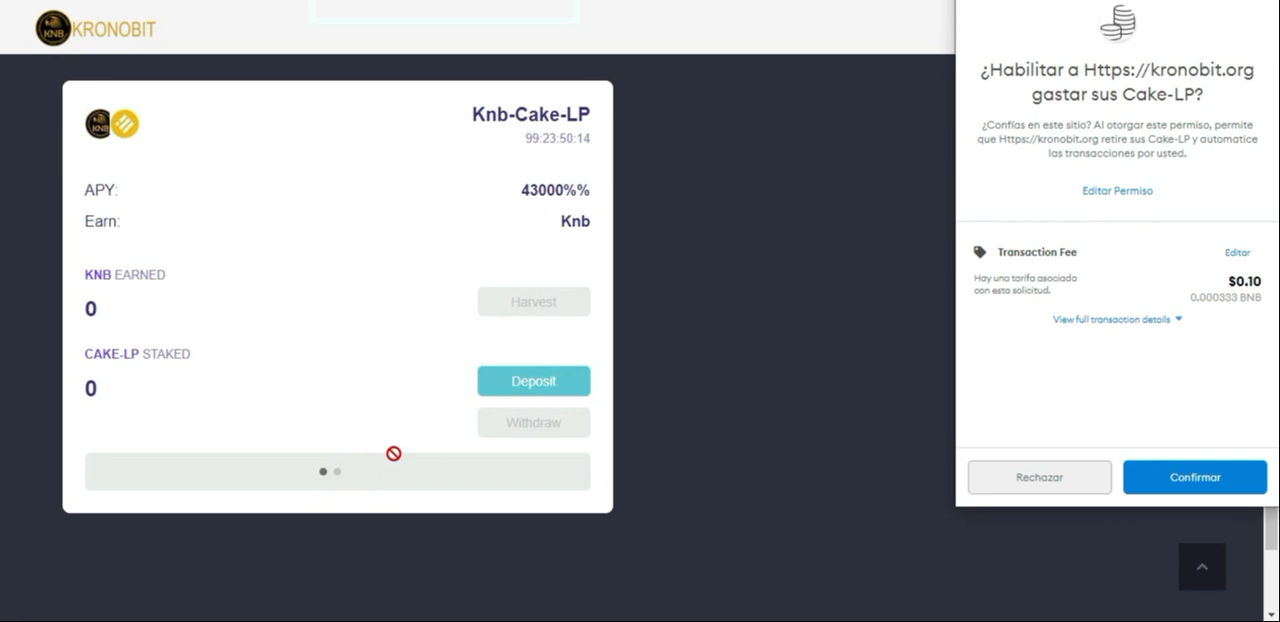 KNB KRONOBIT
KNB
Knb-Cake-LP
99:23:50:14
APY: 43000%%
Earn: Knb
KNB EARNED
0
Harvest
CAKE-LP STAKED
0
Deposit
Withdraw
¿Habilitar a Https://kronobit.org
gastar sus Cake-LP?
¿Confías en este sitio? Al otorgar este permiso, permite
que Https://kronobit.org retire sus Cake-LP y automatice
las transacciones por usted.
Editar Permiso
Transaction Fee Editar
Hay una tarifa asociada
con esta solicitud.
$0.10
0.000333 BNB
View full transaction details
Rechazar Confirmar